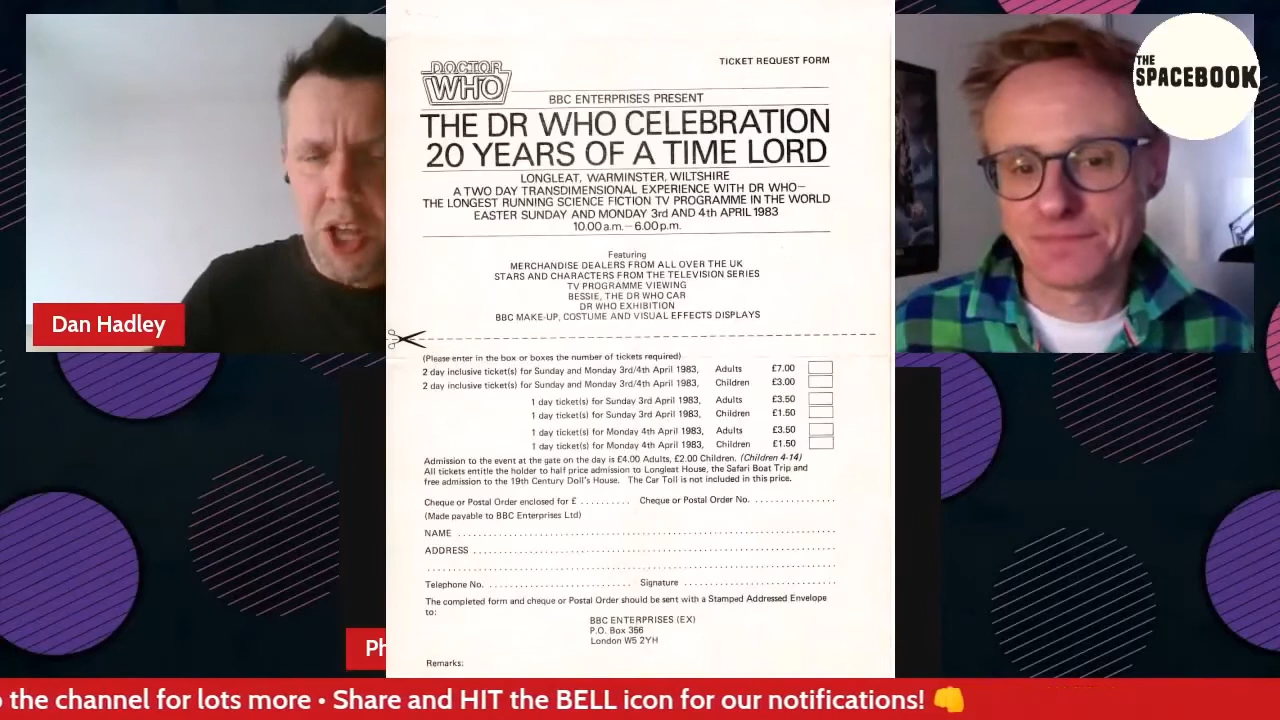 TICKET REQUEST FORM
DOCTOR
WHO
BBC ENTERPRISES PRESENT
THE DR WHO CELEBRATION
20 YEARS OF A TIME LORD
LONGLEAT, WARMINSTER, WILTSHIRE
A TWO DAY TRANSDIMENSIONAL EXPERIENCE WITH DR WHO—
THE LONGEST RUNNING SCIENCE FICTION TV PROGRAMME IN THE WORLD
EASTER SUNDAY AND MONDAY 3rd AND 4th APRIL 1983
10.00 a.m. – 6.00 p.m.
Featuring
MERCHANDISE DEALERS FROM ALL OVER THE UK
STARS AND CHARACTERS FROM THE TELEVISION SERIES
TV PROGRAMME VIEWING
BESSIE, THE DR WHO CAR
DR WHO EXHIBITION
BBC MAKE-UP, COSTUME AND VISUAL EFFECTS DISPLAYS
(Please enter in the box or boxes the number of tickets required)
2 day inclusive ticket(s) for Sunday and Monday 3rd/4th April 1983, Adults £7.00
2 day inclusive ticket(s) for Sunday and Monday 3rd/4th April 1983, Children £3.00
1 day ticket(s) for Sunday 3rd April 1983, Adults £3.50
1 day ticket(s) for Sunday 3rd April 1983, Children £1.50
1 day ticket(s) for Monday 4th April 1983, Adults £3.50
1 day ticket(s) for Monday 4th April 1983, Children £1.50
Admission to the event at the gate on the day is £4.00 Adults, £2.00 Children. (Children 4-14)
All tickets entitle the holder to half price admission to Longleat House, the Safari Boat Trip and
free admission to the 19th Century Doll's House. The Car Toll is not included in this price.
Cheque or Postal Order enclosed for £ .......... Cheque or Postal Order No. ................
(Made payable to BBC Enterprises Ltd)
NAME
ADDRESS
Telephone No. Signature
The completed form and cheque or Postal Order should be sent with a Stamped Addressed Envelope
to:
BBC ENTERPRISES (EX)
P.O. Box 356
London W5 2YH
Remarks:
THE
SPACEBOOK
Dan Hadley
Ph
the channel for lots more • Share and HIT the BELL icon for our notifications! 👊